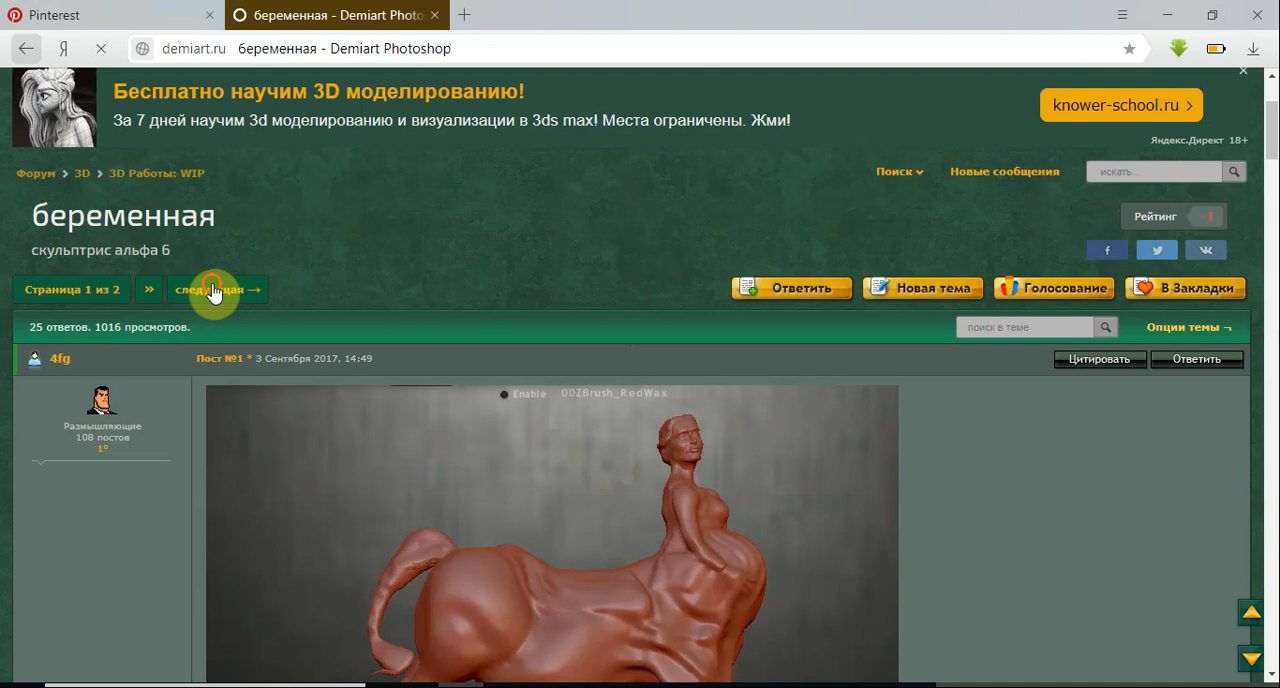 Pinterest
беременная - Demiart Photo
Я
demiart.ru беременная - Demiart Photoshop
Бесплатно научим 3D моделированию!
За 7 дней научим 3d моделированию и визуализации в 3ds max! Места ограничены. Жми!
knower-school.ru
Яндекс.Директ 18+
Форум > 3D > 3D Работы: WIP
Поиск
Новые сообщения
искать...
беременная
Рейтинг -1
скульптрис альфа 6
Страница 1 из 2 » следующая →
Ответить
Новая тема
Голосование
В Закладки
25 ответов. 1016 просмотров.
поиск в теме
Опции темы ¬
4fg
Пост №1 * 3 Сентября 2017, 14:49
Цитировать
Ответить
Enable 00ZBrush_RedWax
Размышляющие
108 постов
1°